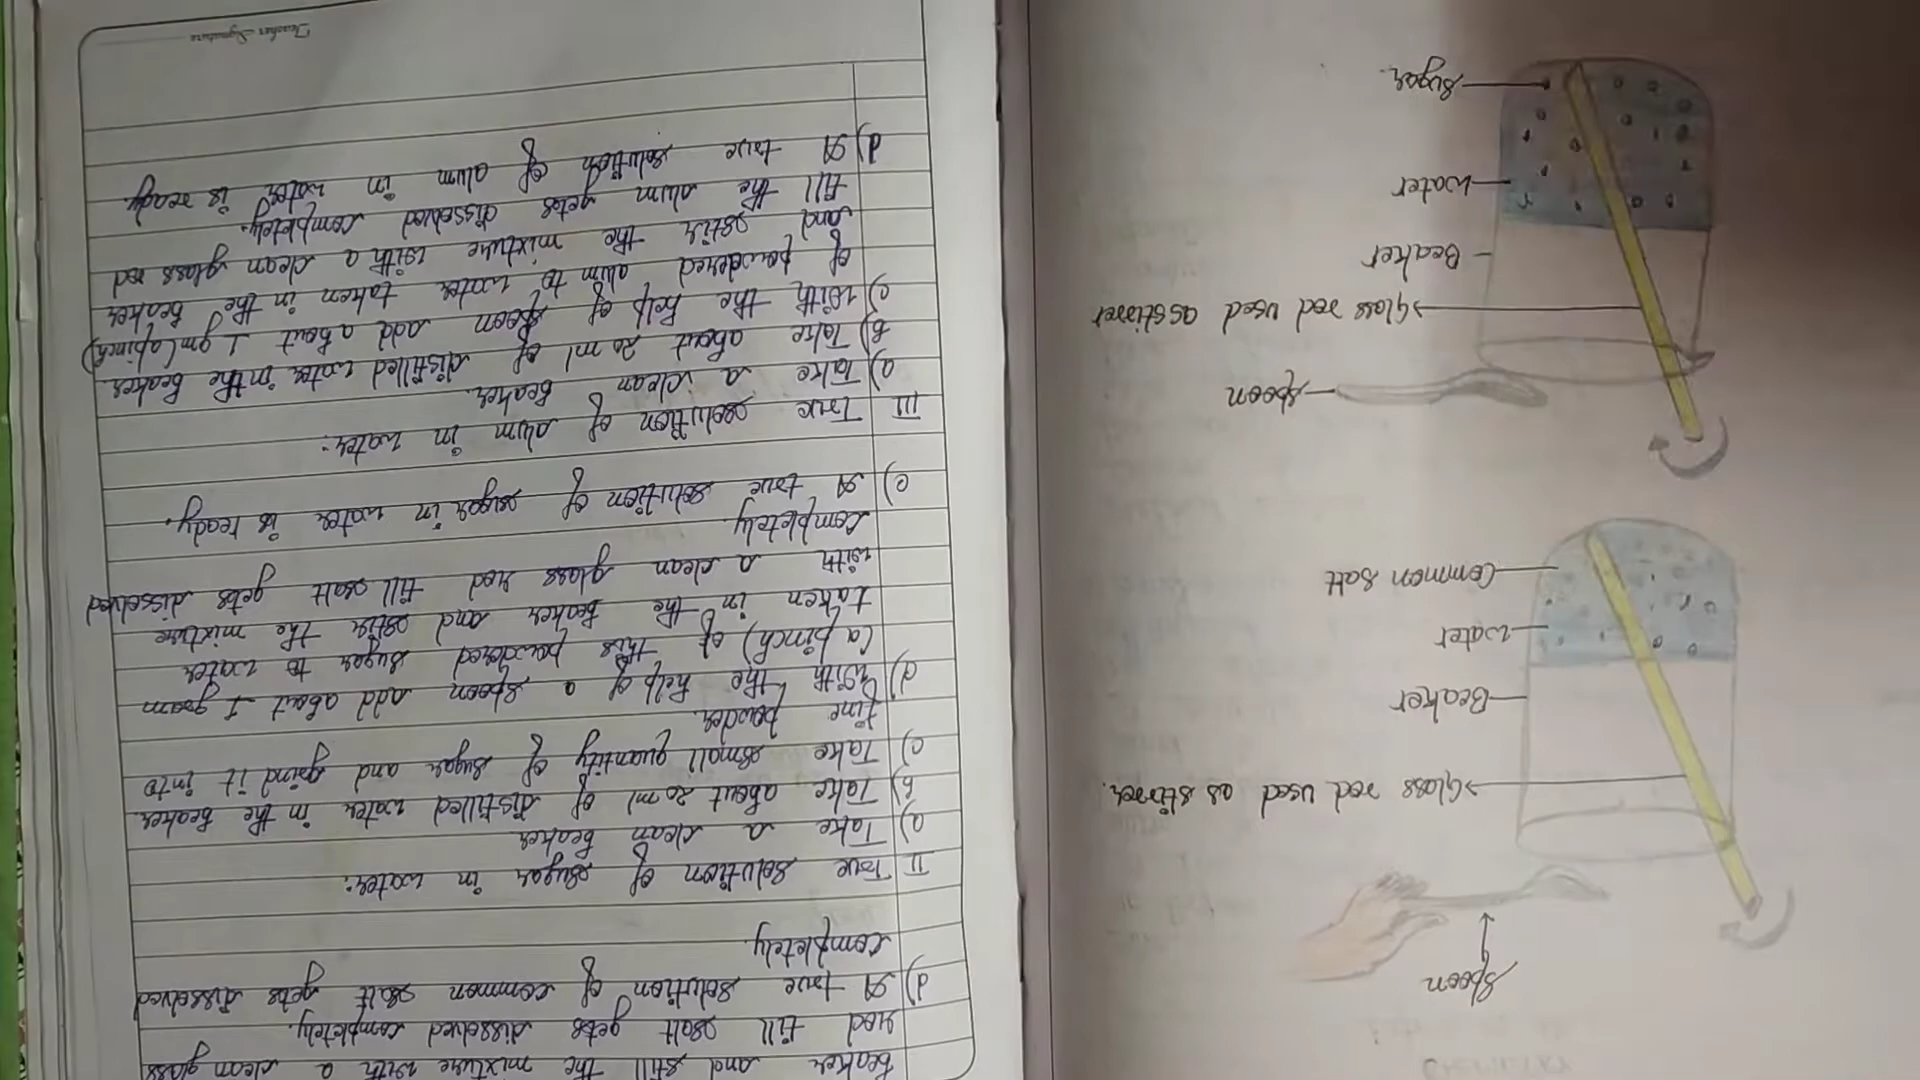 Spoon
Glass rod used as stirrer.
Beaker
water
Common Salt
Spoon
Glass rod used as stirrer
Beaker
water
Sugar
beaker and still the mixture with a clean glass
rod till salt gets dissolved completely.
d) A true solution of common salt gets dissolved
completely.
II True solution of sugar in water:
a) Take a clean beaker
b) Take about 20 ml of distilled water in the beaker
c) Take small quantity of sugar and grind it into
fine powder.
d) With the help of a spoon add about 1 gram
(a pinch) of this powdered sugar to water
taken in the beaker and stir the mixture
with a clean glass rod till salt gets dissolved
completely.
e) A true solution of sugar in water is ready.
III True solution of alum in water:
a) Take a clean beaker.
b) Take about 20 ml of distilled water in the beaker
c) With the help of spoon add about 1 gm (a pinch)
of powdered alum to water taken in the beaker
and stir the mixture with a clean glass rod
till the alum gets dissolved completely.
d) A true solution of alum in water is ready.
Teacher Signature